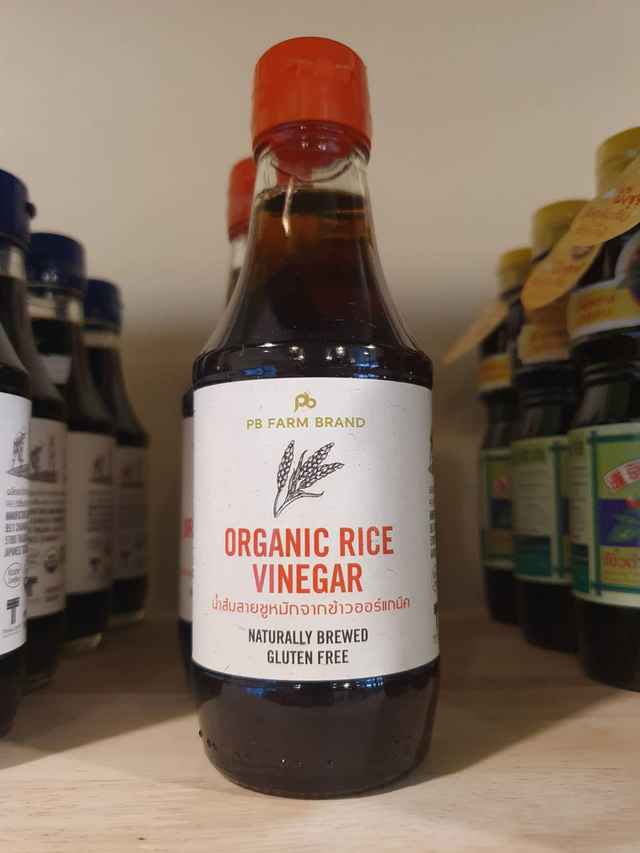 PB FARM BRAND
ORGANIC RICE
VINEGAR
น้ำส้มสายชูหมักจากข้าวออร์แกนิค
NATURALLY BREWED
GLUTEN FREE